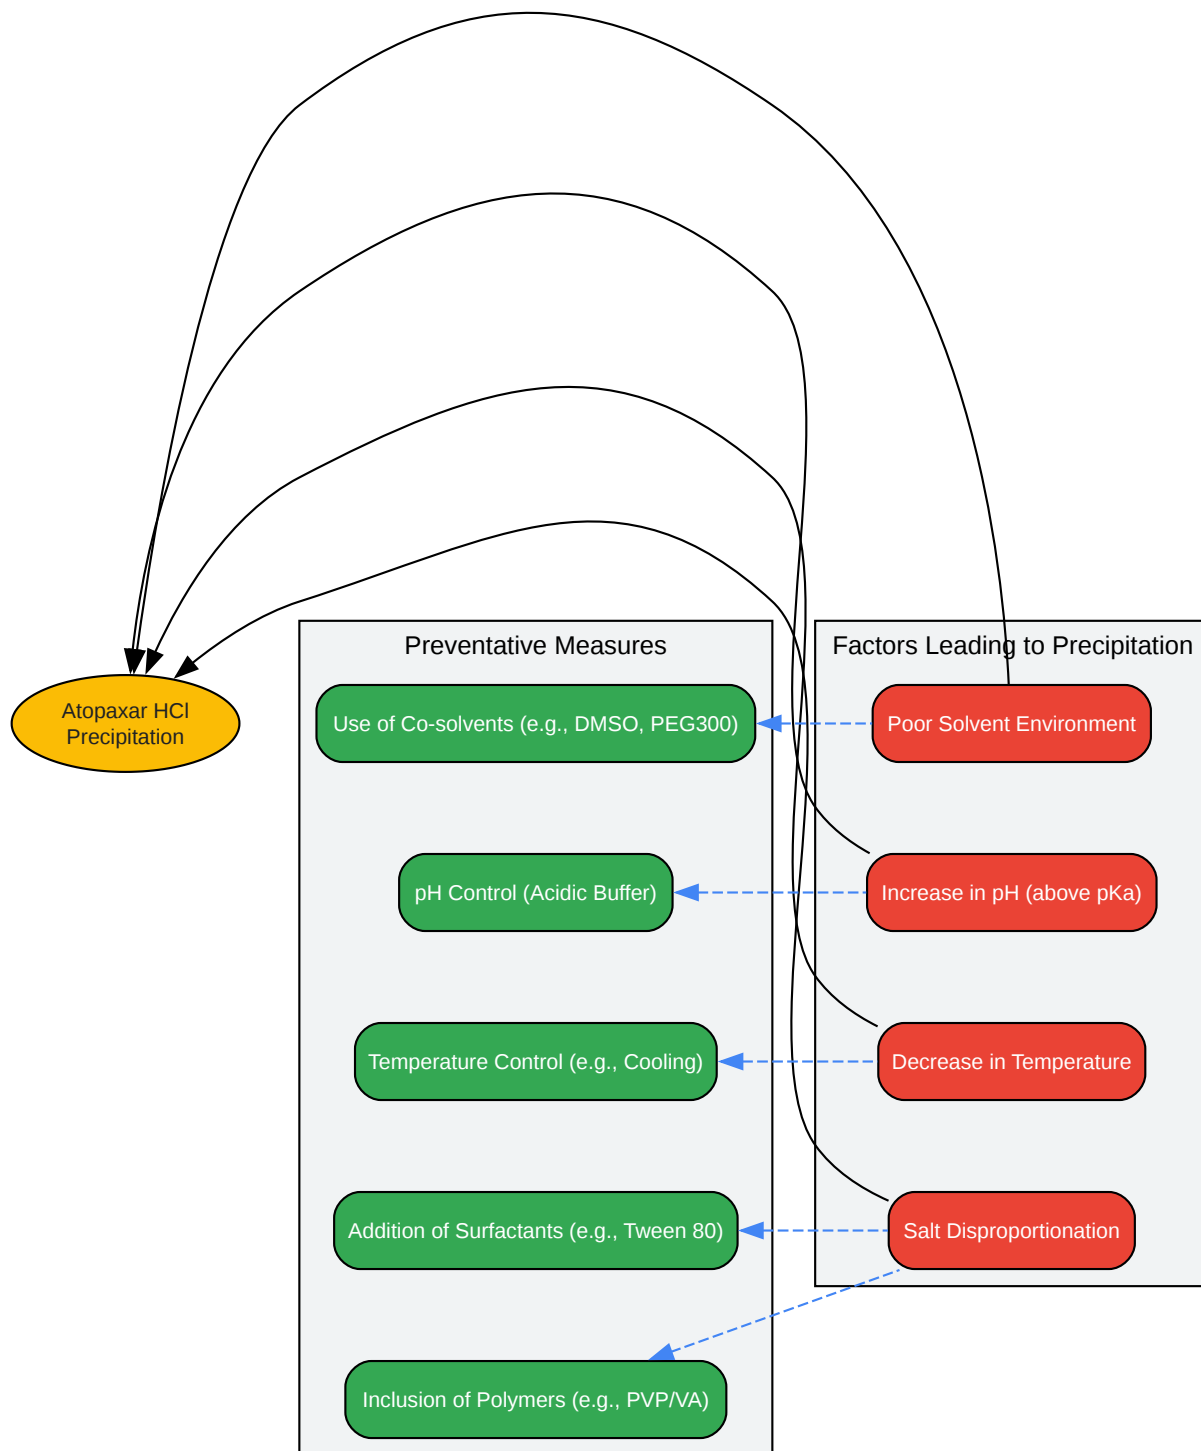 Preventative Measures
Factors Leading to Precipitation
Atopaxar HCl
Precipitation
Use of Co-solvents (e.g., DMSO, PEG300)
Poor Solvent Environment
pH Control (Acidic Buffer)
Increase in pH (above pKa)
Temperature Control (e.g., Cooling)
Decrease in Temperature
Addition of Surfactants (e.g., Tween 80)
Salt Disproportionation
Inclusion of Polymers (e.g., PVP/VA)